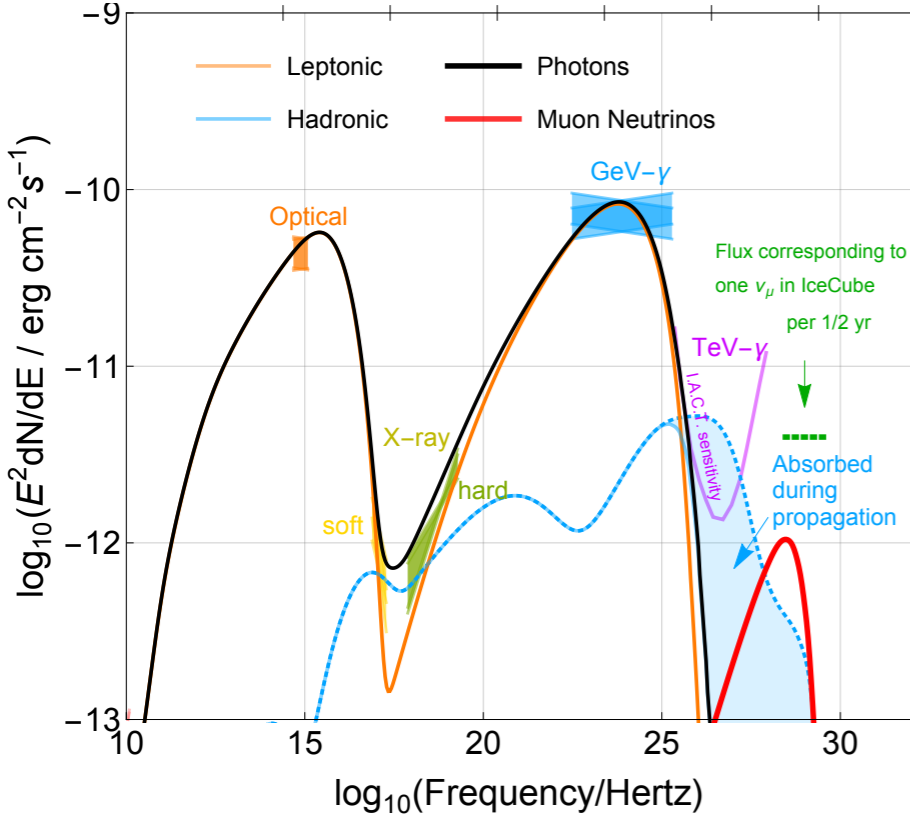 -9
-10
-11
-12
-13
log₁₀(E²dN/dE / erg cm⁻²s⁻¹)
Leptonic
Photons
Hadronic
Muon Neutrinos
GeV-γ
Optical
Flux corresponding to
one ν_μ in IceCube
per 1/2 yr
TeV-γ
I.A.C.T. sensitivity
X-ray
hard
soft
Absorbed
during
propagation
10
15
20
25
30
log₁₀(Frequency/Hertz)